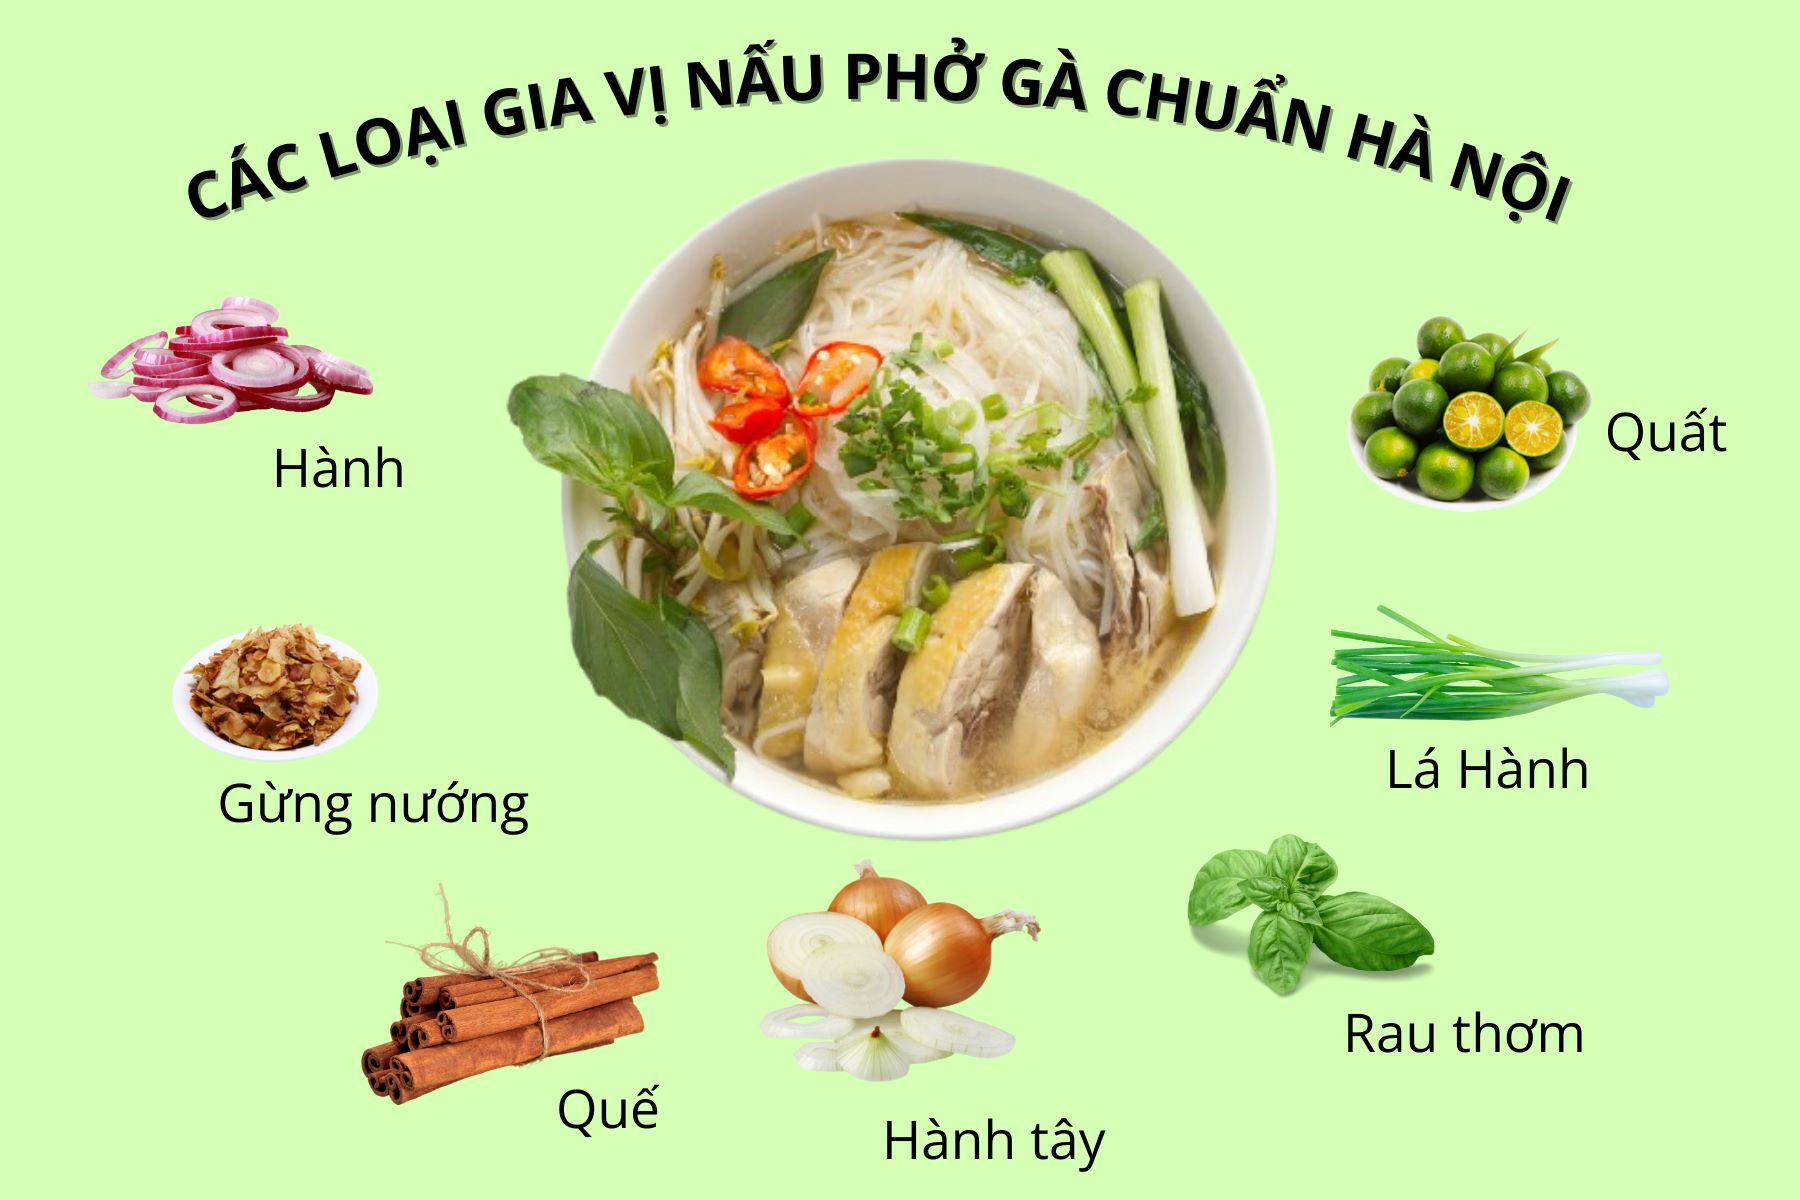 CÁC LOẠI GIA VỊ NẤU PHỞ GÀ CHUẨN HÀ NỘI
Hành
Quất
Gừng nướng
Lá Hành
Quế
Hành tây
Rau thơm